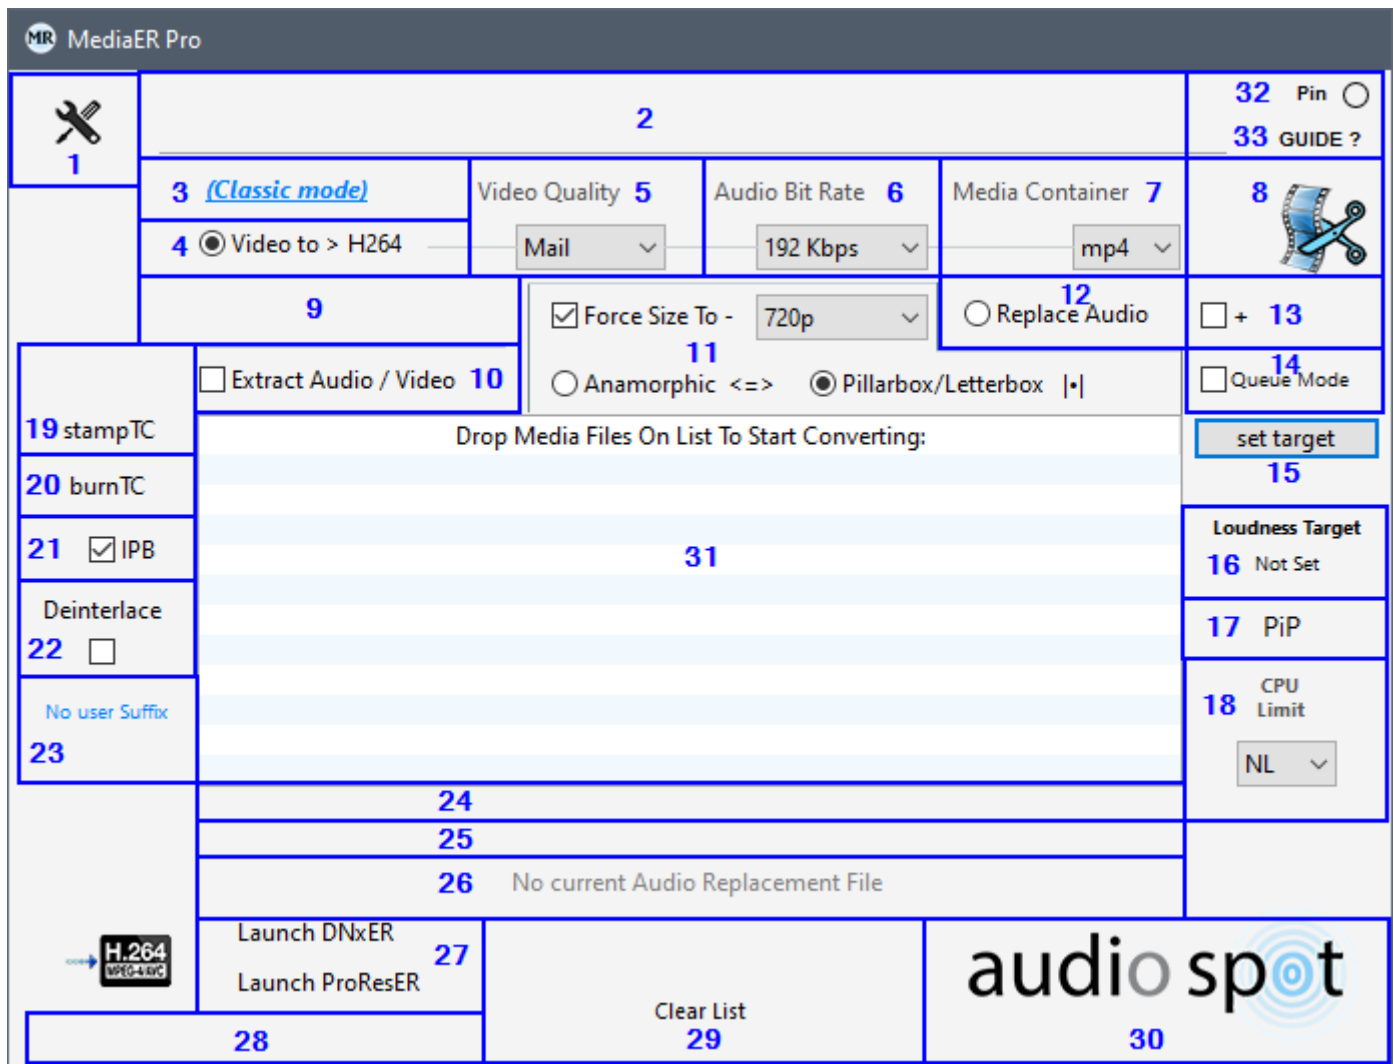 MR MediaER Pro
1
2
32 Pin
33 GUIDE ?
3 (Classic mode)
Video Quality 5
Audio Bit Rate 6
Media Container 7
8
4 Video to > H264
Mail
192 Kbps
mp4
9
Force Size To - 720p
12
Replace Audio
+ 13
11
10 Extract Audio / Video
Anamorphic <=> Pillarbox/Letterbox |•|
14
Queue Mode
19 stampTC
Drop Media Files On List To Start Converting:
set target
15
20 burnTC
21 IPB
31
Loudness Target
16 Not Set
Deinterlace
22
17 PiP
No user Suffix
23
CPU
18 Limit
NL
24
25
26 No current Audio Replacement File
H.264
MPEG-4/AVC
Launch DNxER
27
Launch ProResER
28
Clear List
29
audio spot
30